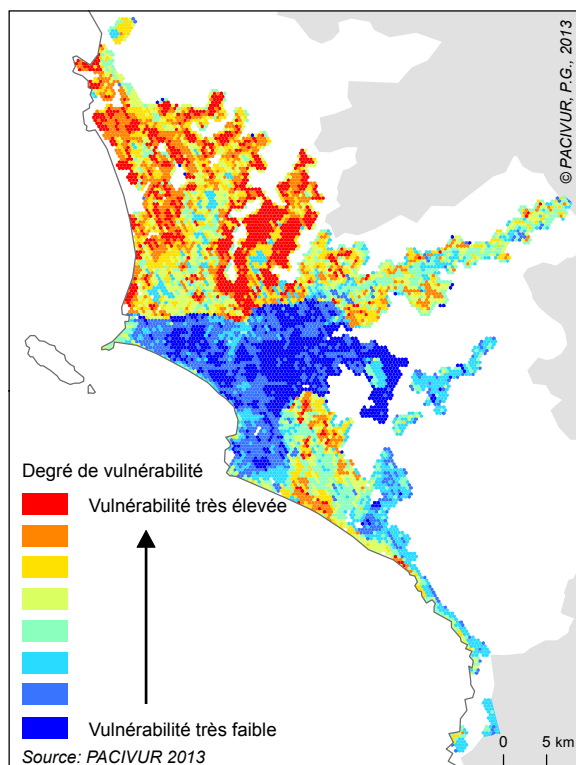 © PACIVUR, P.G., 2013
Degré de vulnérabilité
Vulnérabilité très élevée
Vulnérabilité très faible
Source: PACIVUR 2013
0 5 km